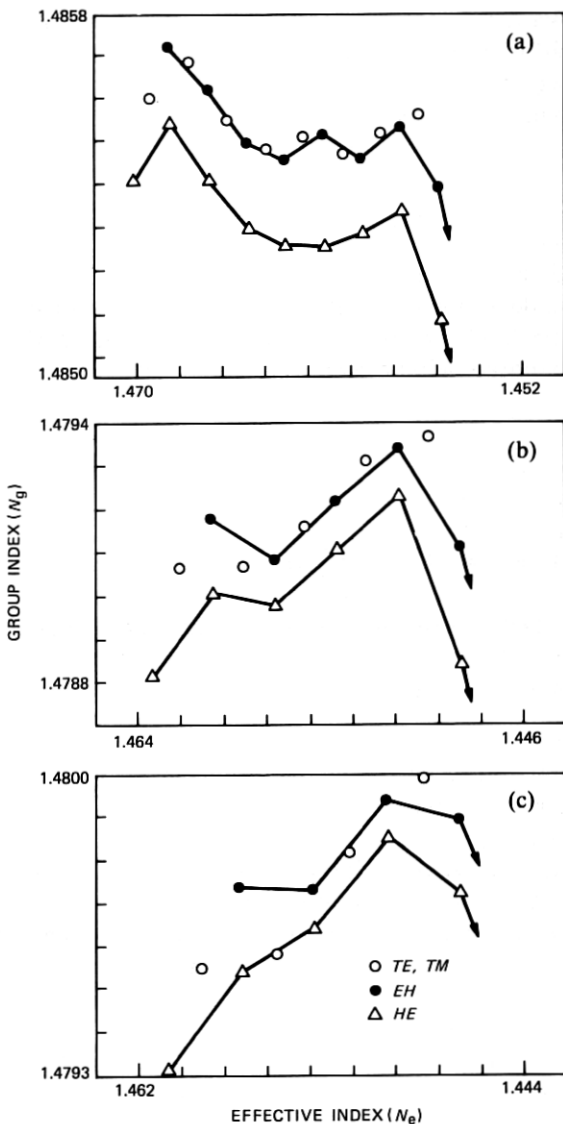 1.4858
(a)
1.4850
1.470
1.452
1.4794
(b)
GROUP INDEX (Ng)
1.4788
1.464
1.446
1.4800
(c)
TE, TM
EH
HE
1.4793
1.462
1.444
EFFECTIVE INDEX (Ne)